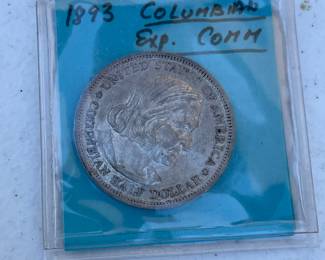 1893 COLUMBIAN
Exp. COMM
UNITED STATES OF AMERICA
COLUMBIAN HALF DOLLAR